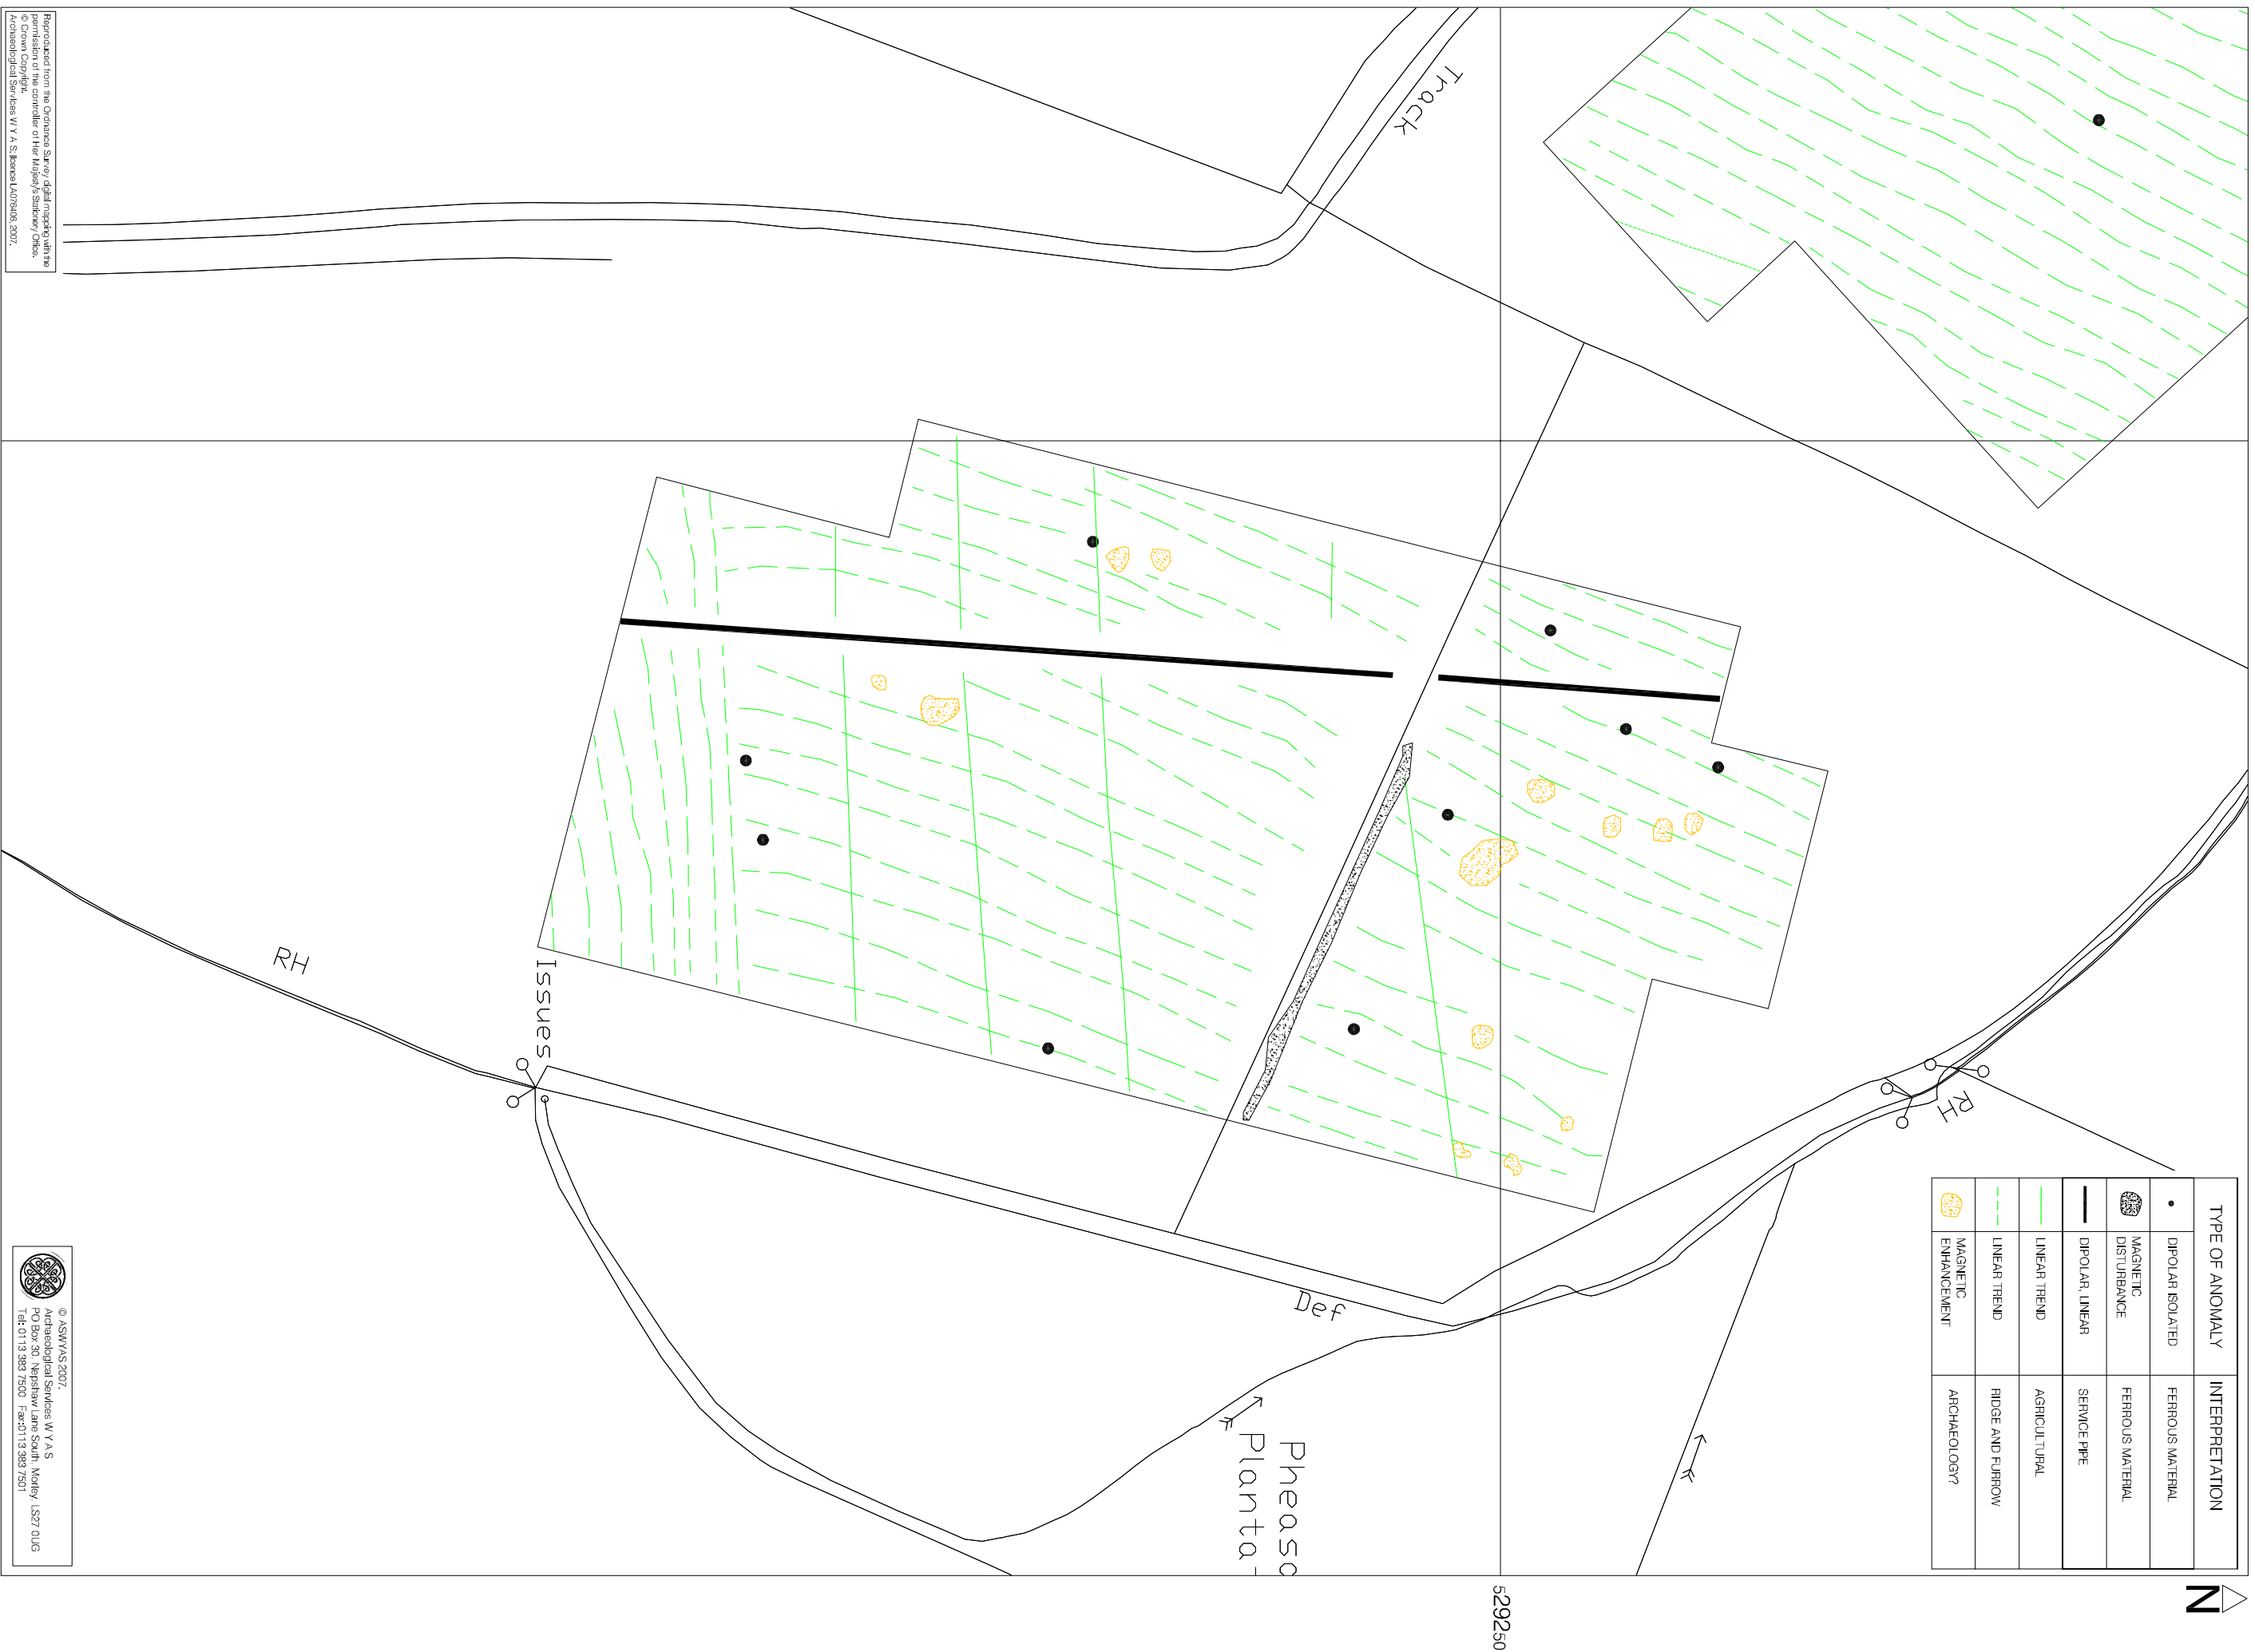 Track
TYPE OF ANOMALY INTERPRETATION
DIPOLAR ISOLATED FERROUS MATERIAL
MAGNETIC
DISTURBANCE FERROUS MATERIAL
DIPOLAR, LINEAR SERVICE PIPE
LINEAR TREND AGRICULTURAL
LINEAR TREND RIDGE AND FURROW
MAGNETIC
ENHANCEMENT ARCHAEOLOGY?
N
529250
RH
Pheasa
Planta
Def
Issues
RH
Reproduced from the Ordnance Survey digital mapping with the
permission of the controller of Her Majesty's Stationery Office.
© Crown Copyright.
Archaeological Services W Y A S: licence LA076406, 2007.
© ASWYAS 2007.
Archaeological Services W Y A S
PO Box 30, Nepshaw Lane South, Morley, LS27 0UG
Tel: 0113 383 7500 Fax:0113 383 7501